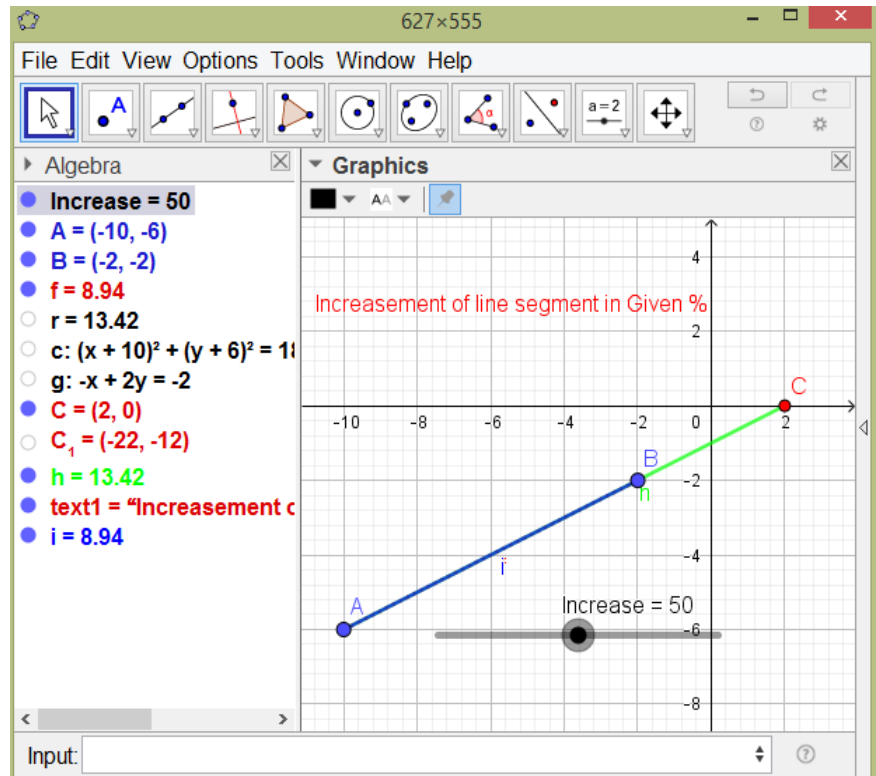 627×555
File Edit View Options Tools Window Help
A
α
a=2
Algebra
Graphics
AA
Increase = 50
A = (-10, -6)
B = (-2, -2)
f = 8.94
r = 13.42
c: (x + 10)² + (y + 6)² = 18
g: -x + 2y = -2
C = (2, 0)
C₁ = (-22, -12)
h = 13.42
text1 = “Increasement o
i = 8.94
4
Increasement of line segment in Given %
2
C
-10 -8 -6 -4 -2 0 2
B
-2
h
-4
i
A
Increase = 50
-6
-8
Input: